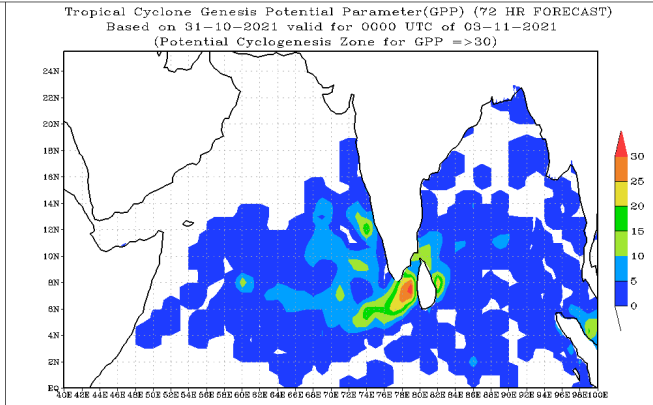 Tropical Cyclone Genesis Potential Parameter(GPP) (72 HR FORECAST)
Based on 31-10-2021 valid for 0000 UTC of 03-11-2021
(Potential Cyclogenesis Zone for GPP =>30)
24N
22N
20N
18N
16N
14N
12N
10N
8N
6N
4N
2N
EQ
40E 42E 44E 46E 48E 50E 52E 54E 56E 58E 60E 62E 64E 66E 68E 70E 72E 74E 76E 78E 80E 82E 84E 86E 88E 90E 92E 94E 96E 98E 100E
30
25
20
15
10
5
0